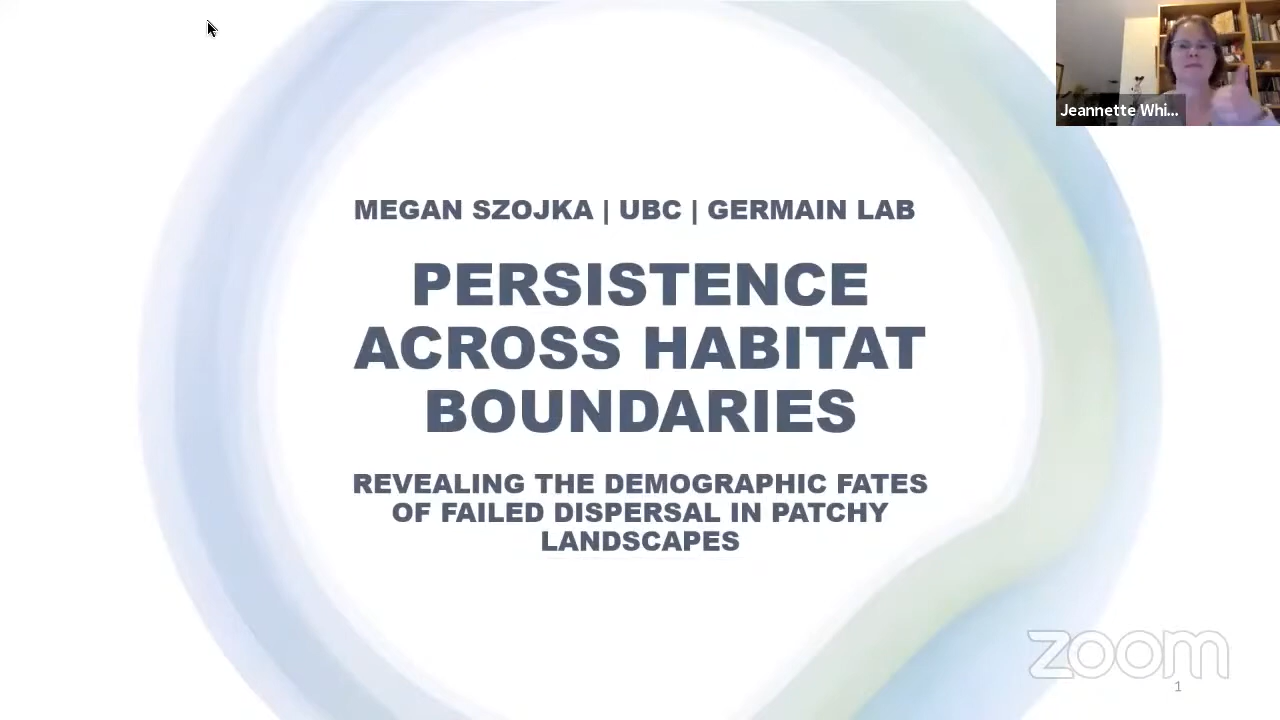 Jeannette Whi...
MEGAN SZOJKA | UBC | GERMAIN LAB
PERSISTENCE
ACROSS HABITAT
BOUNDARIES
REVEALING THE DEMOGRAPHIC FATES
OF FAILED DISPERSAL IN PATCHY
LANDSCAPES
zoom
1